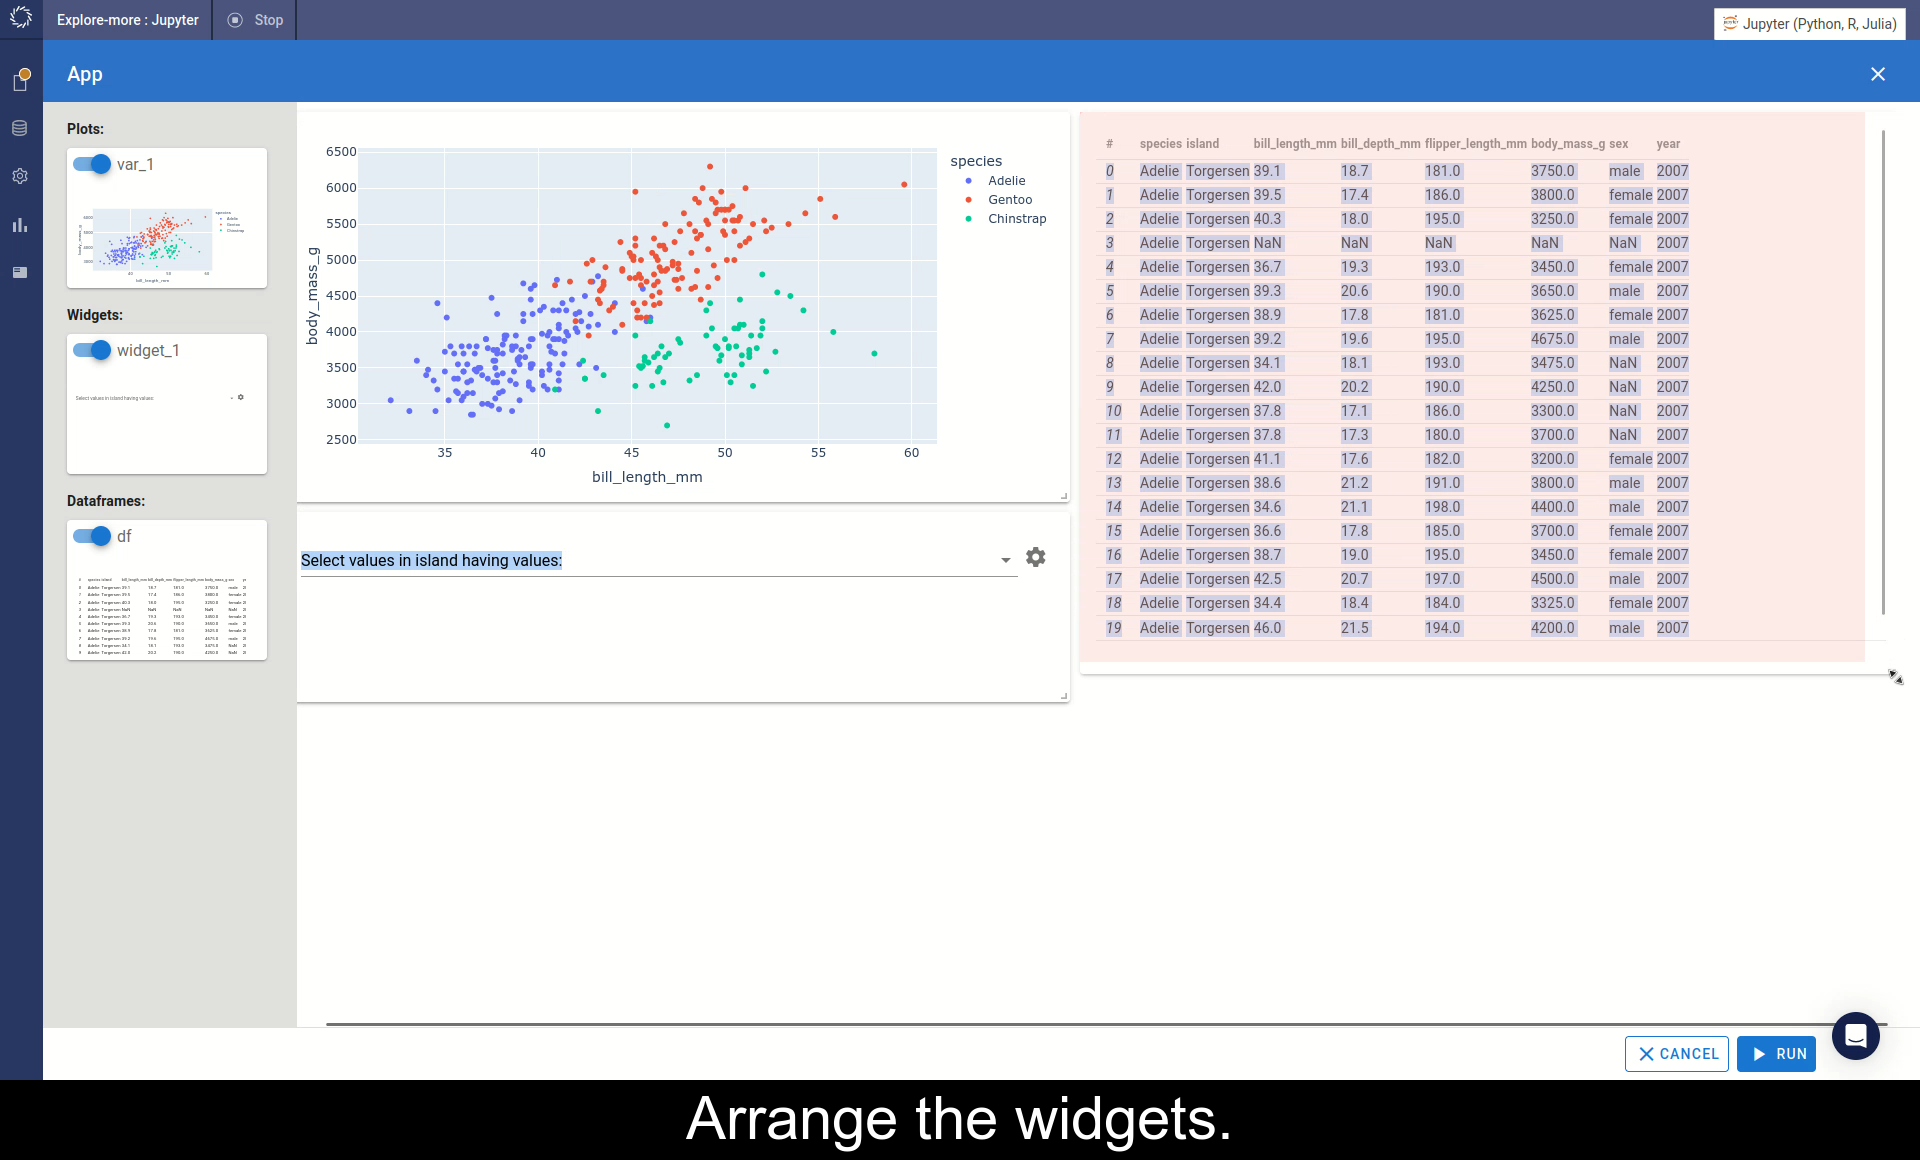 Explore-more : Jupyter
Stop
Jupyter (Python, R, Julia)
App
Plots:
var_1
Widgets:
widget_1
Select values in island having values:
Dataframes:
df
6500
6000
5500
5000
4500
4000
3500
3000
2500
body_mass_g
35 40 45 50 55 60
bill_length_mm
species
Adelie
Gentoo
Chinstrap
Select values in island having values:
# species island bill_length_mm bill_depth_mm flipper_length_mm body_mass_g sex year
0 Adelie Torgersen 39.1 18.7 181.0 3750.0 male 2007
1 Adelie Torgersen 39.5 17.4 186.0 3800.0 female 2007
2 Adelie Torgersen 40.3 18.0 195.0 3250.0 female 2007
3 Adelie Torgersen NaN NaN NaN NaN NaN 2007
4 Adelie Torgersen 36.7 19.3 193.0 3450.0 female 2007
5 Adelie Torgersen 39.3 20.6 190.0 3650.0 male 2007
6 Adelie Torgersen 38.9 17.8 181.0 3625.0 female 2007
7 Adelie Torgersen 39.2 19.6 195.0 4675.0 male 2007
8 Adelie Torgersen 34.1 18.1 193.0 3475.0 NaN 2007
9 Adelie Torgersen 42.0 20.2 190.0 4250.0 NaN 2007
10 Adelie Torgersen 37.8 17.1 186.0 3300.0 NaN 2007
11 Adelie Torgersen 37.8 17.3 180.0 3700.0 NaN 2007
12 Adelie Torgersen 41.1 17.6 182.0 3200.0 female 2007
13 Adelie Torgersen 38.6 21.2 191.0 3800.0 male 2007
14 Adelie Torgersen 34.6 21.1 198.0 4400.0 male 2007
15 Adelie Torgersen 36.6 17.8 185.0 3700.0 female 2007
16 Adelie Torgersen 38.7 19.0 195.0 3450.0 female 2007
17 Adelie Torgersen 42.5 20.7 197.0 4500.0 male 2007
18 Adelie Torgersen 34.4 18.4 184.0 3325.0 female 2007
19 Adelie Torgersen 46.0 21.5 194.0 4200.0 male 2007
CANCEL
RUN
Arrange the widgets.